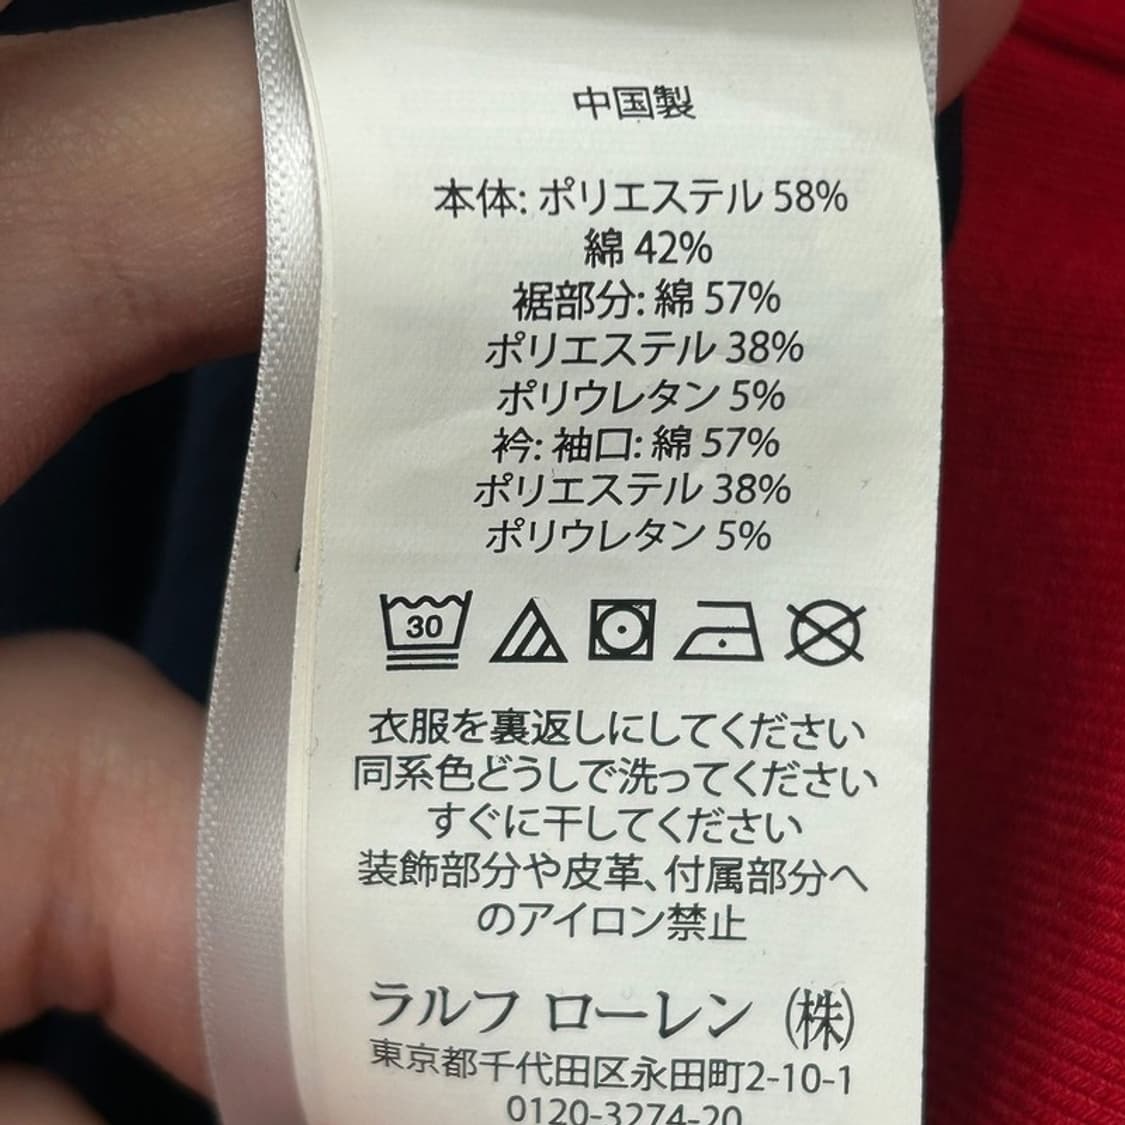 中国製
本体: ポリエステル 58%
綿 42%
裾部分: 綿 57%
ポリエステル 38%
ポリウレタン 5%
衿: 袖口: 綿 57%
ポリエステル 38%
ポリウレタン 5%
30
衣服を裏返しにしてください
同系色どうしで洗ってください
すぐに干してください
装飾部分や皮革、付属部分へ
のアイロン禁止
ラルフ ローレン (株)
東京都千代田区永田町2-10-1
0120-3274-20